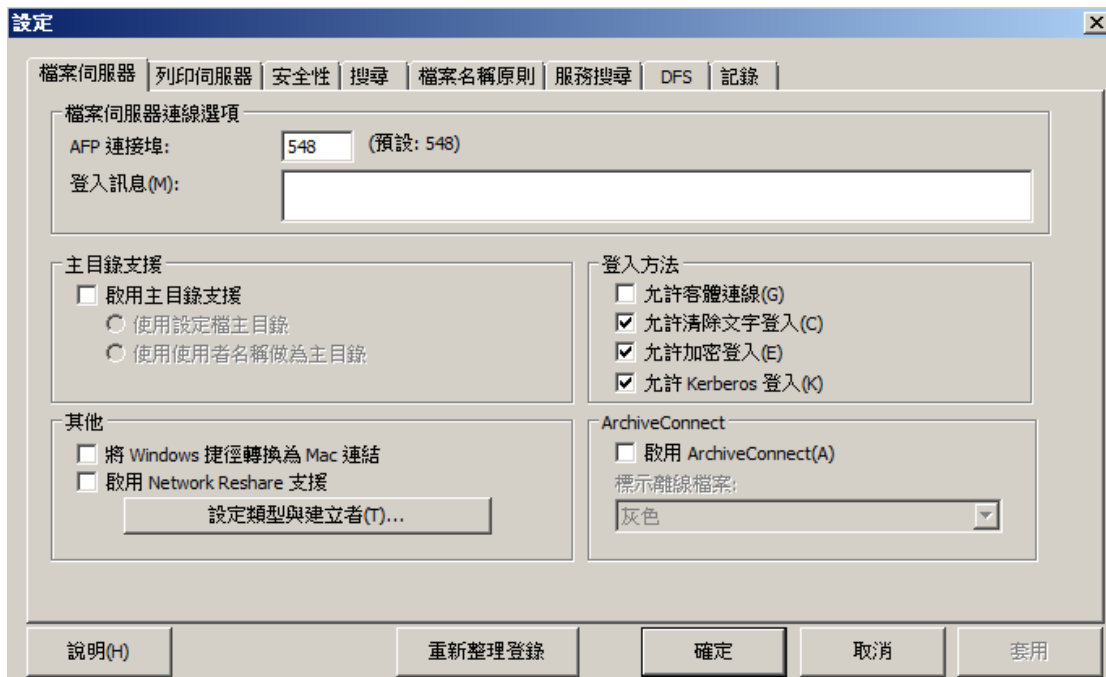 設定
檔案伺服器 列印伺服器 安全性 搜尋 檔案名稱原則 服務搜尋 DFS 記錄
檔案伺服器連線選項
AFP 連接埠: 548 (預設: 548)
登入訊息(M):
主目錄支援
啟用主目錄支援
使用設定檔主目錄
使用使用者名稱做為主目錄
登入方法
允許客體連線(G)
允許清除文字登入(C)
允許加密登入(E)
允許 Kerberos 登入(K)
其他
將 Windows 捷徑轉換為 Mac 連結
啟用 Network Reshare 支援
設定類型與建立者(T)...
ArchiveConnect
啟用 ArchiveConnect(A)
標示離線檔案:
灰色
說明(H) 重新整理登錄 確定 取消 套用